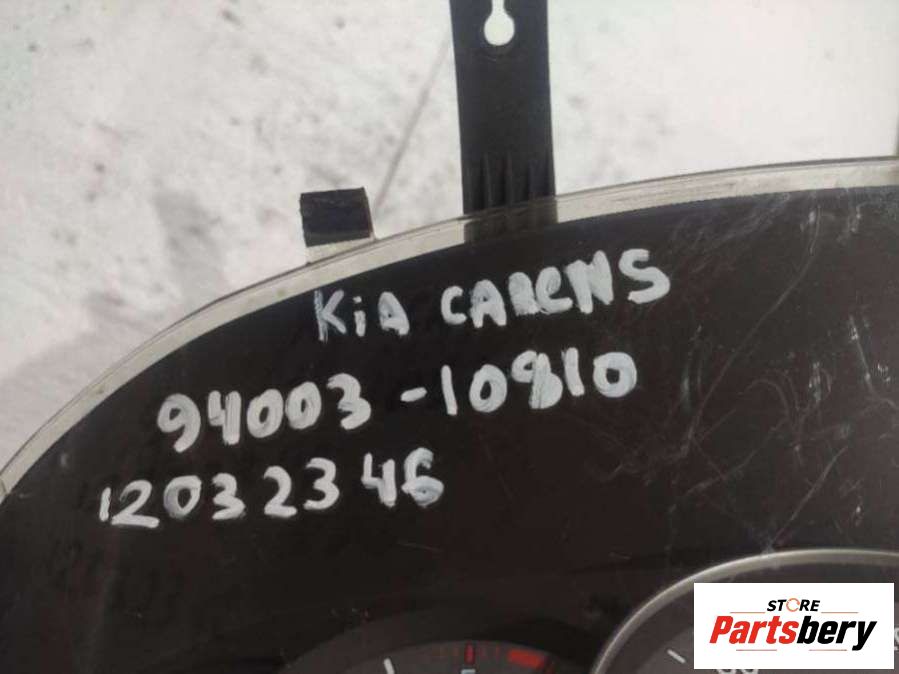 KiA CARENS
94003-10810
12032346
STORE
Partsbery